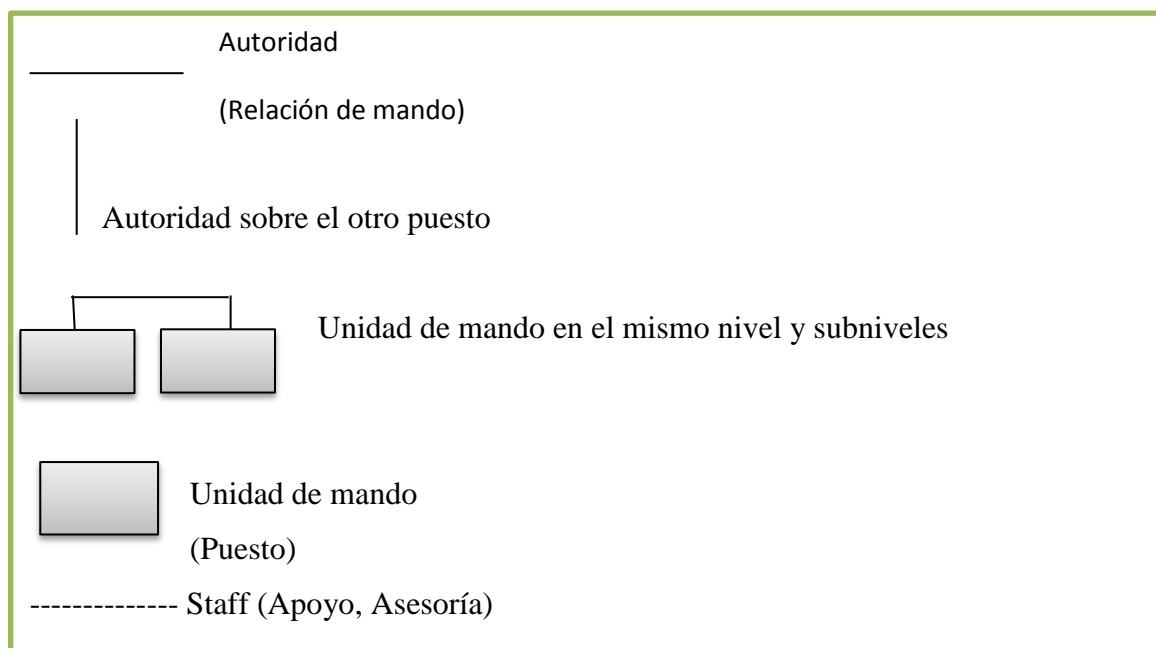 Autoridad
(Relación de mando)
Autoridad sobre el otro puesto
Unidad de mando en el mismo nivel y subniveles
Unidad de mando
(Puesto)
-------------- Staff (Apoyo, Asesoría)